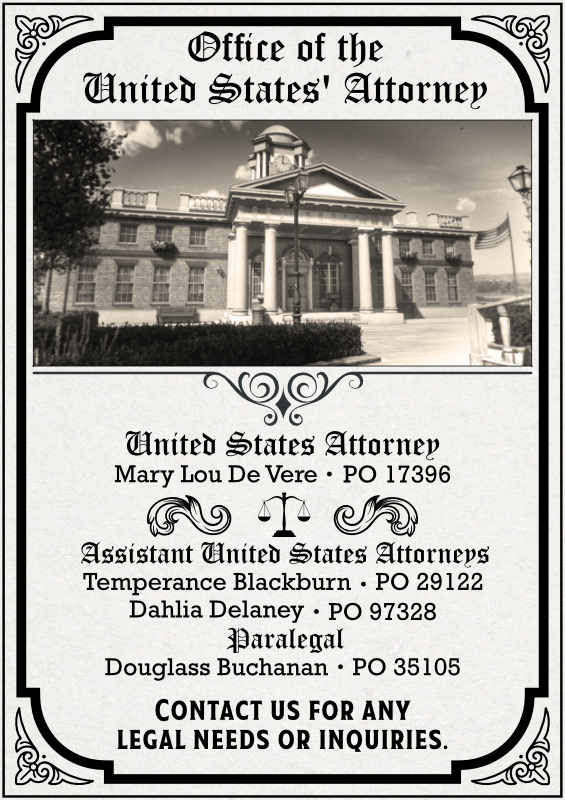 Office of the
United States' Attorney
United States Attorney
Mary Lou De Vere • PO 17396
Assistant United States Attorneys
Temperance Blackburn • PO 29122
Dahlia Delaney • PO 97328
Paralegal
Douglass Buchanan • PO 35105
CONTACT US FOR ANY
LEGAL NEEDS OR INQUIRIES.